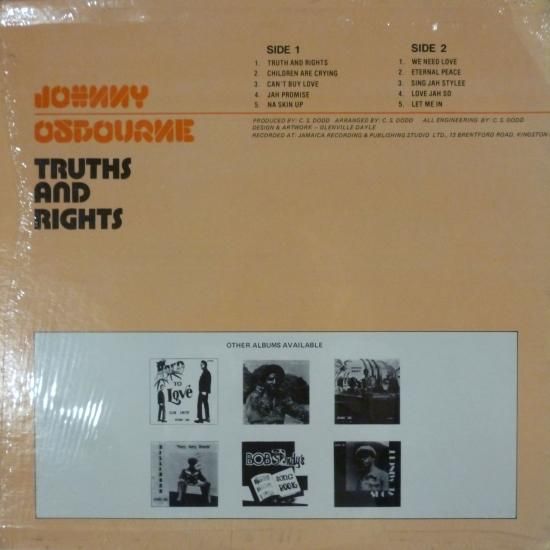 SIDE 1
1. TRUTH AND RIGHTS
2. CHILDREN ARE CRYING
3. CAN'T BUY LOVE
4. JAH PROMISE
5. NA SKIN UP
SIDE 2
1. WE NEED LOVE
2. ETERNAL PEACE
3. SING JAH STYLEE
4. LOVE JAH SO
5. LET ME IN
JOHNNY
OSBOURNE
TRUTHS
AND
RIGHTS
PRODUCED BY: C. S. DODD ARRANGED BY: C. S. DODD ALL ENGINEERING BY: C. S. DODD
DESIGN & ARTWORK – GLENVILLE DAYLE
RECORDED AT: JAMAICA RECORDING & PUBLISHING STUDIO LTD., 13 BRENTFORD ROAD, KINGSTON
OTHER ALBUMS AVAILABLE
TO
Love
BOB Andy's
SONG
BOOK